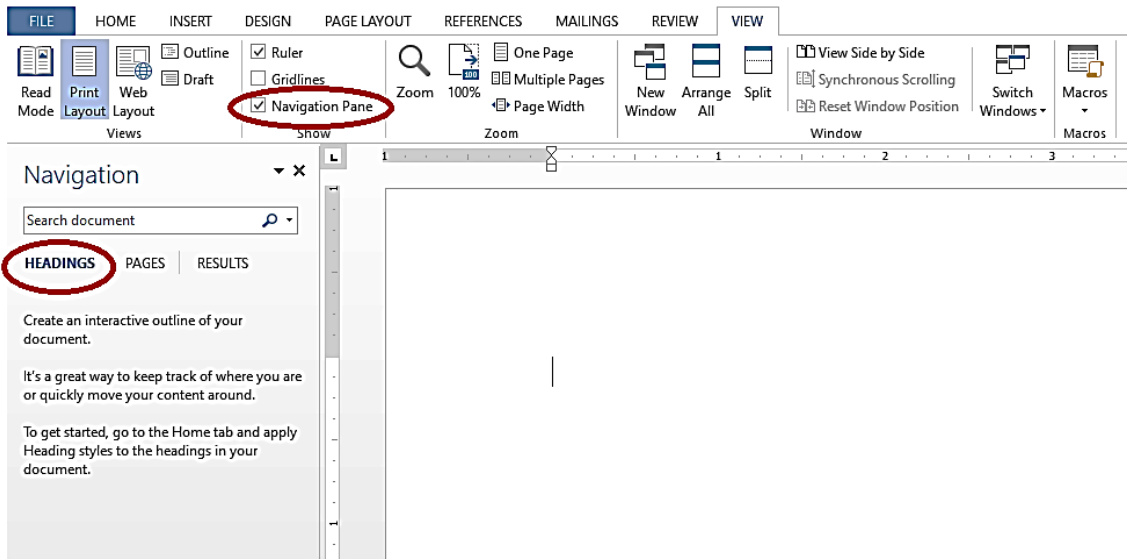 FILE HOME INSERT DESIGN PAGE LAYOUT REFERENCES MAILINGS REVIEW VIEW
Read Mode
Print Layout
Web Layout
Outline
Draft
Views
Ruler
Gridlines
Navigation Pane
Show
Zoom
100
100%
One Page
Multiple Pages
Page Width
Zoom
New Window
Arrange All
Split
View Side by Side
Synchronous Scrolling
Reset Window Position
Window
Switch Windows
Macros
Macros
Navigation
Search document
HEADINGS PAGES RESULTS
Create an interactive outline of your
document.
It's a great way to keep track of where you are
or quickly move your content around.
To get started, go to the Home tab and apply
Heading styles to the headings in your
document.
L
1 1 2 3
1
1